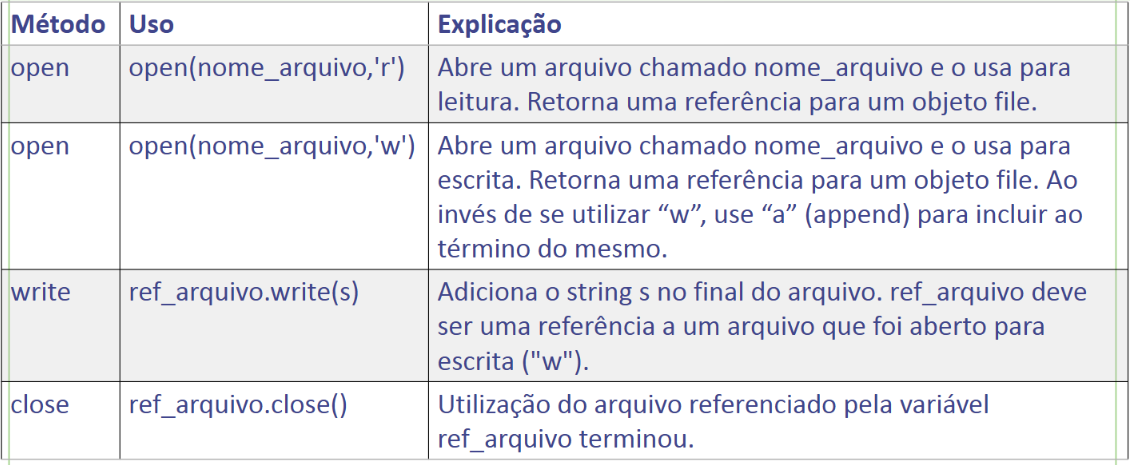 Método Uso Explicação
open open(nome_arquivo,'r') Abre um arquivo chamado nome_arquivo e o usa para
leitura. Retorna uma referência para um objeto file.
open open(nome_arquivo,'w') Abre um arquivo chamado nome_arquivo e o usa para
escrita. Retorna uma referência para um objeto file. Ao
invés de se utilizar “w”, use “a” (append) para incluir ao
término do mesmo.
write ref_arquivo.write(s) Adiciona o string s no final do arquivo. ref_arquivo deve
ser uma referência a um arquivo que foi aberto para
escrita ("w").
close ref_arquivo.close() Utilização do arquivo referenciado pela variável
ref_arquivo terminou.